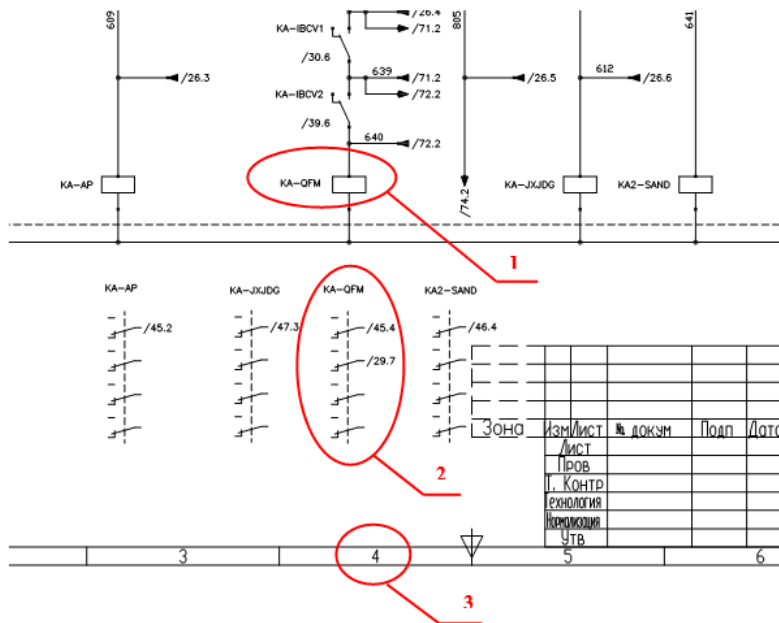 609
/26.4
KA-IBCV1
/71.2
805
641
/30.6
/26.3
639
/71.2
/26.5
612
/26.6
KA-IBCV2
/72.2
/39.6
640
/72.2
KA-AP
KA-QFM
/74.2
KA-JXJDG
KA2-SAND
1
KA-AP
KA-JXJDG
KA-QFM
KA2-SAND
/45.2
/47.3
/45.4
/46.4
/29.7
Зона
Изм
Лист
№ докум
Подп
Дата
Лист
Пров
Т. Контр
Технология
Нормализация
Утв
2
3
4
5
6
3